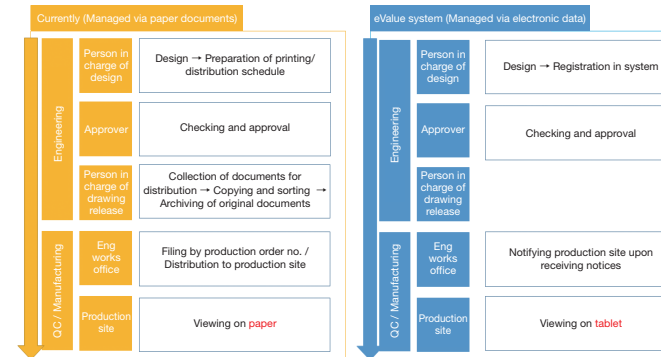 Currently (Managed via paper documents)
Engineering
Person in
charge of
design
Design → Preparation of printing/
distribution schedule
Approver
Checking and approval
Person in
charge of
drawing
release
Collection of documents for
distribution → Copying and sorting →
Archiving of original documents
QC / Manufacturing
Eng
works
office
Filing by production order no. /
Distribution to production site
Production
site
Viewing on paper
eValue system (Managed via electronic data)
Engineering
Person in
charge of
design
Design → Registration in system
Approver
Checking and approval
Person in
charge of
drawing
release
QC / Manufacturing
Eng
works
office
Notifying production site upon
receiving notices
Production
site
Viewing on tablet